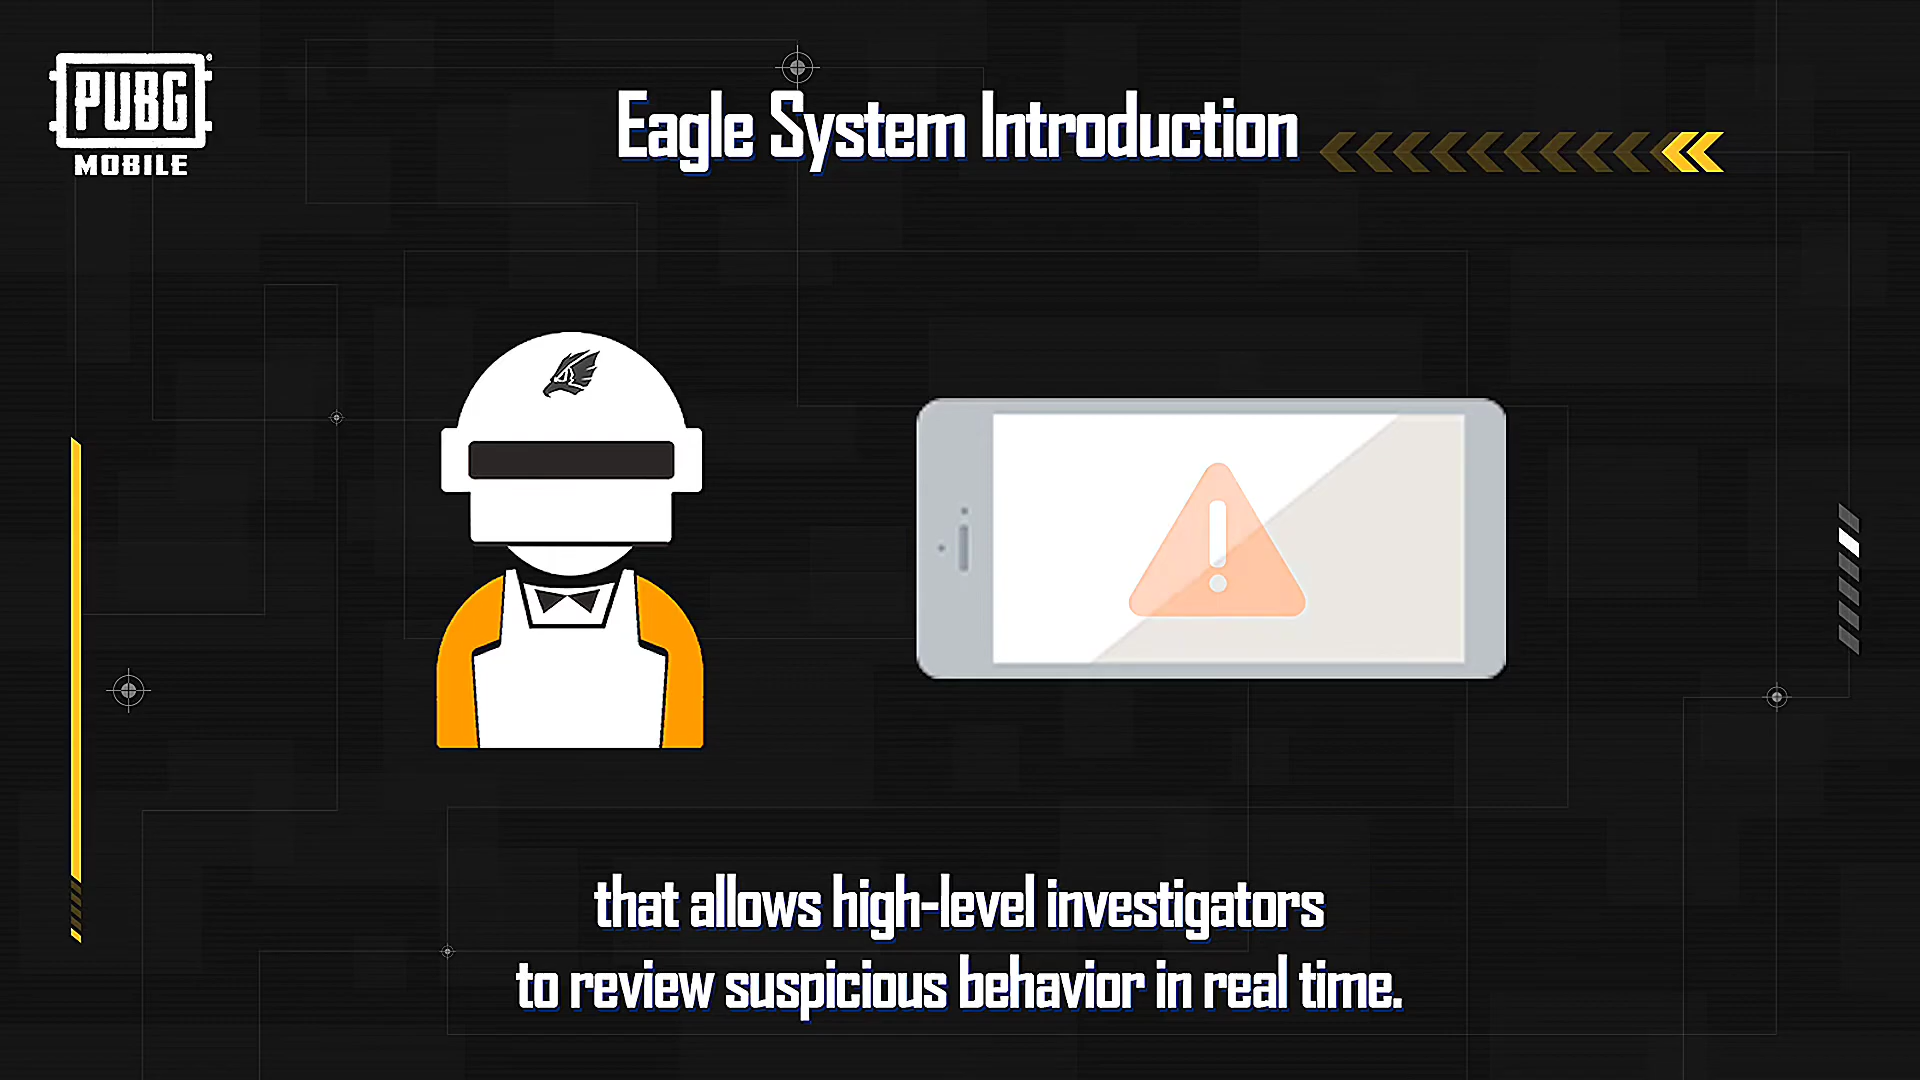 PUBG
MOBILE
Eagle System Introduction
that allows high-level investigators
to review suspicious behavior in real time.